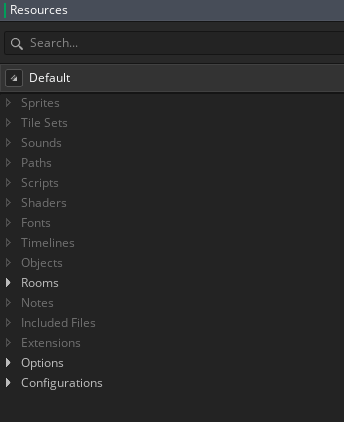 Resources
Search...
Default
Sprites
Tile Sets
Sounds
Paths
Scripts
Shaders
Fonts
Timelines
Objects
Rooms
Notes
Included Files
Extensions
Options
Configurations